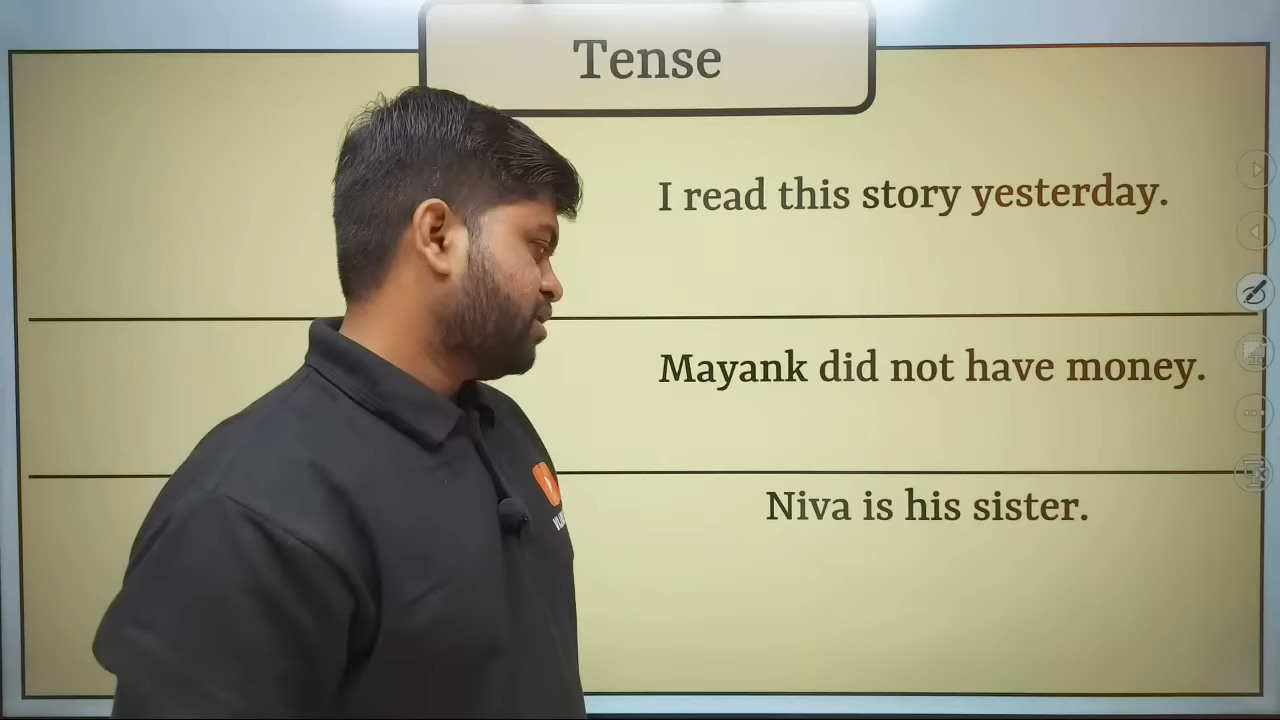 Tense
I read this story yesterday.
Mayank did not have money.
Niva is his sister.